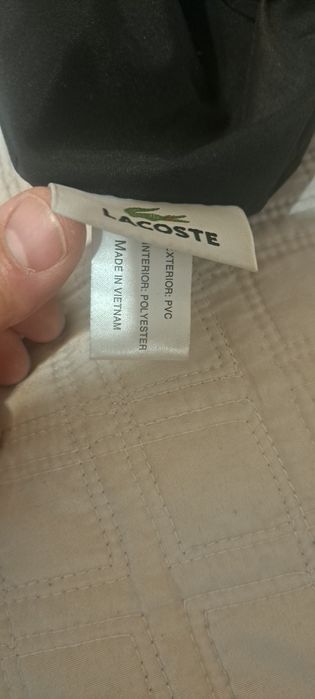 LACOSTE
EXTERIOR: PVC
INTERIOR: POLYESTER
MADE IN VIETNAM